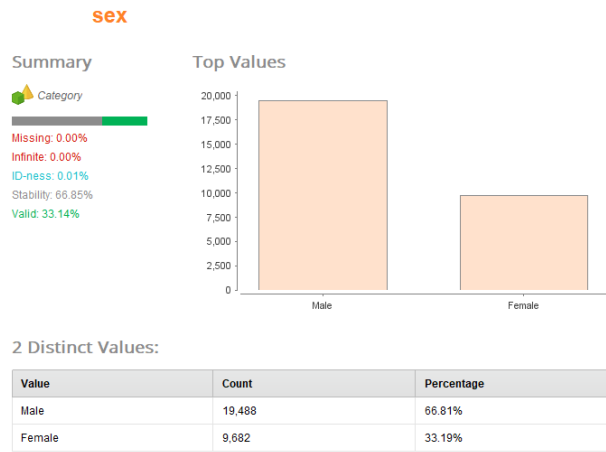 sex
Summary
Top Values
Category
Missing: 0.00%
Infinite: 0.00%
ID-ness: 0.01%
Stability: 66.85%
Valid: 33.14%
20,000
17,500
15,000
12,500
10,000
7,500
5,000
2,500
0
Male Female
2 Distinct Values:
Value Count Percentage
Male 19,488 66.81%
Female 9,682 33.19%